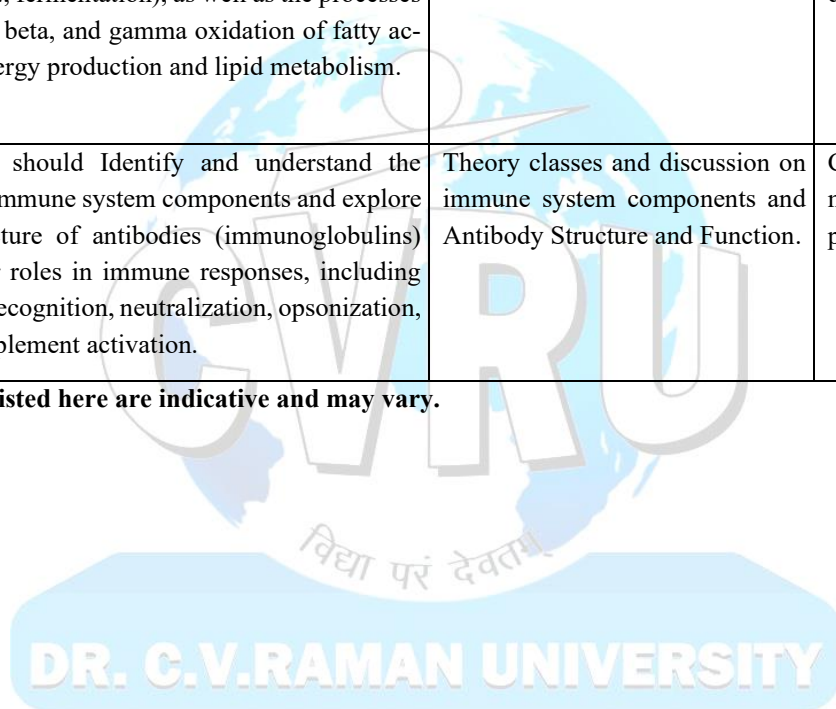 fermentation), as well as the processes
beta, and gamma oxidation of fatty ac-
ergy production and lipid metabolism.
should Identify and understand the
mmune system components and explore
ture of antibodies (immunoglobulins)
roles in immune responses, including
ecognition, neutralization, opsonization,
plement activation.
Theory classes and discussion on
immune system components and
Antibody Structure and Function.
isted here are indicative and may vary.
CVRU
विद्या परं देवतम्
DR. C.V.RAMAN UNIVERSITY